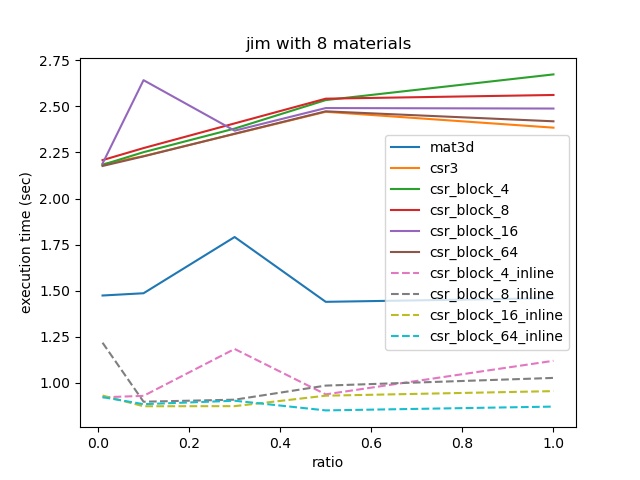 jim with 8 materials
execution time (sec)
2.75
2.50
2.25
2.00
1.75
1.50
1.25
1.00
mat3d
csr3
csr_block_4
csr_block_8
csr_block_16
csr_block_64
csr_block_4_inline
csr_block_8_inline
csr_block_16_inline
csr_block_64_inline
0.0 0.2 0.4 0.6 0.8 1.0
ratio